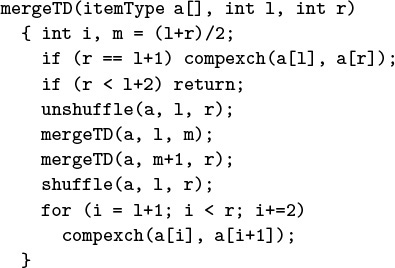 mergeTD(itemType a[], int l, int r)
{ int i, m = (l+r)/2;
if (r == l+1) compexch(a[l], a[r]);
if (r < l+2) return;
unshuffle(a, l, r);
mergeTD(a, l, m);
mergeTD(a, m+1, r);
shuffle(a, l, r);
for (i = l+1; i < r; i+=2)
compexch(a[i], a[i+1]);
}